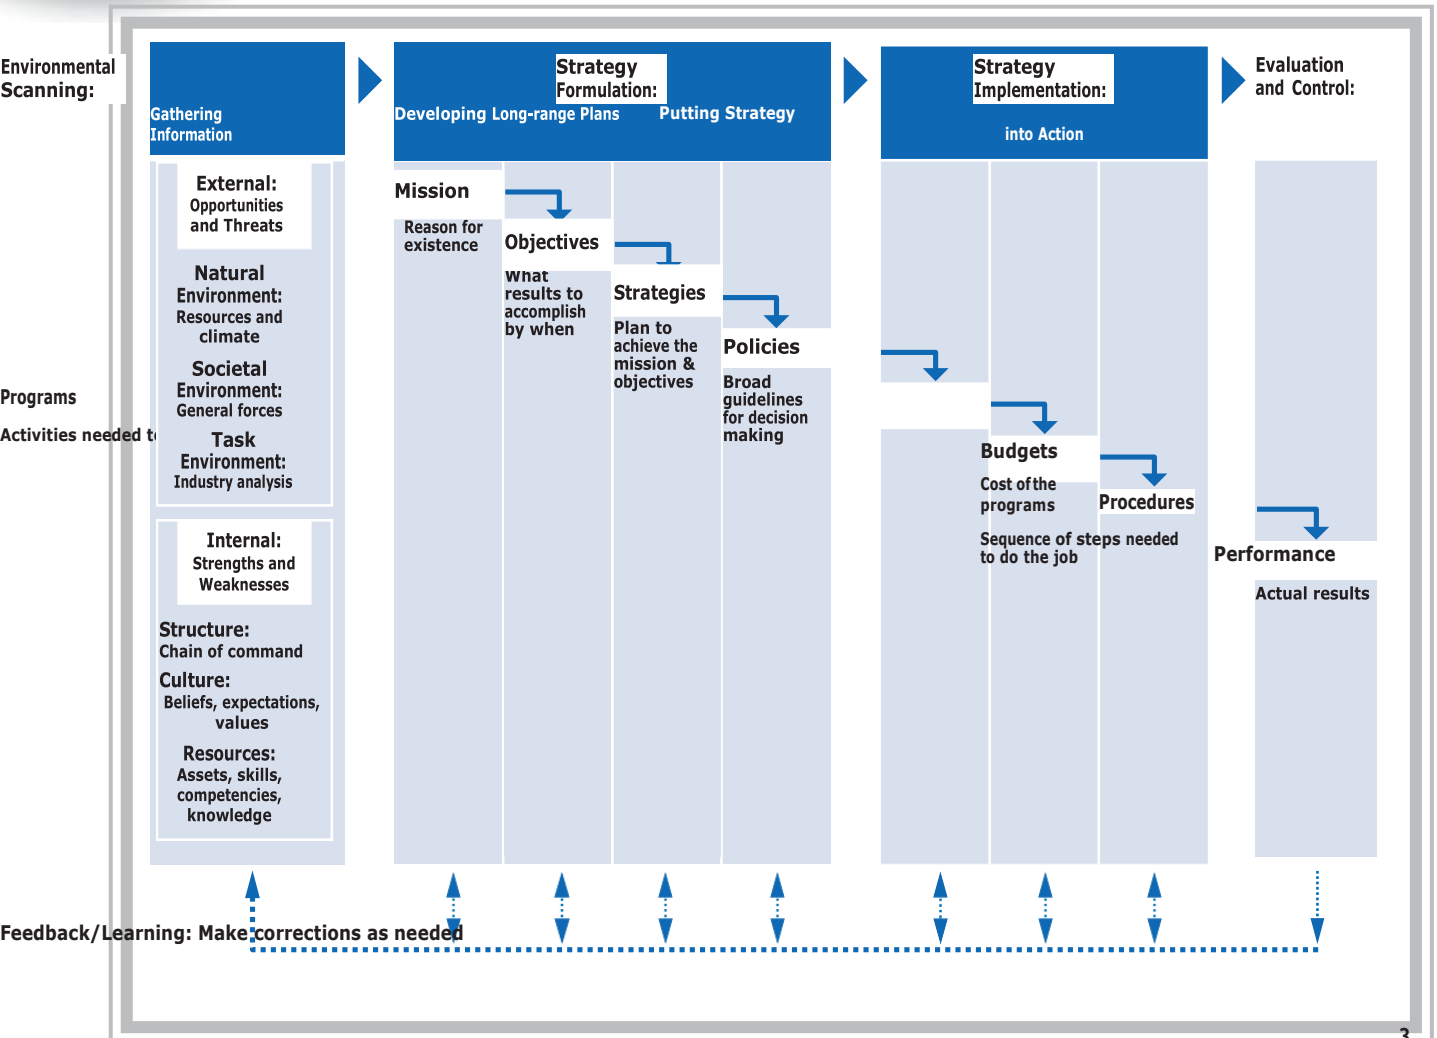 Environmental
Scanning:
Gathering
Information
Strategy
Formulation:
Developing Long-range Plans
Putting Strategy
Strategy
Implementation:
into Action
Evaluation
and Control:
External:
Opportunities
and Threats
Natural
Environment:
Resources and
climate
Societal
Environment:
General forces
Task
Environment:
Industry analysis
Internal:
Strengths and
Weaknesses
Structure:
Chain of command
Culture:
Beliefs, expectations,
values
Resources:
Assets, skills,
competencies,
knowledge
Mission
Reason for
existence
Objectives
What
results to
accomplish
by when
Strategies
Plan to
achieve the
mission &
objectives
Policies
Broad
guidelines
for decision
making
Programs
Activities needed to
Budgets
Cost of the
programs
Procedures
Sequence of steps needed
to do the job
Performance
Actual results
Feedback/Learning: Make corrections as needed
3